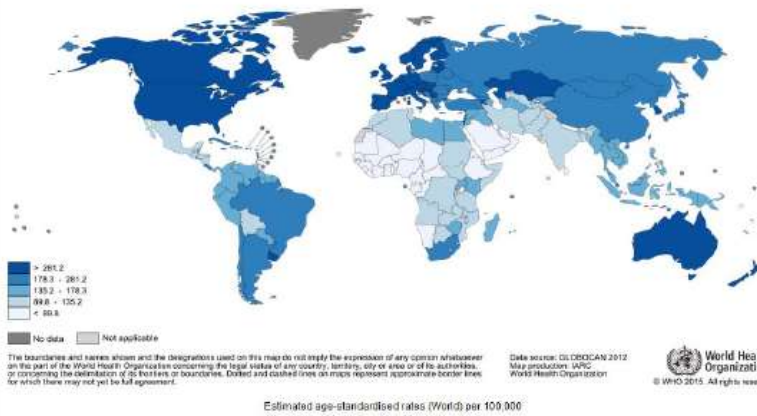 > 281.2
178.3 - 281.2
135.2 - 178.3
89.8 - 135.2
< 89.8
No data
Not applicable
The boundaries and names shown and the designations used on this map do not imply the expression of any opinion whatsoever
on the part of the World Health Organization concerning the legal status of any country, territory, city or area or of its authorities,
or concerning the delimitation of its frontiers or boundaries. Dotted and dashed lines on maps represent approximate border lines
for which there may not yet be full agreement.
Data source: GLOBOCAN 2012
Map production: IARC
World Health Organization
World Hea
Organizati
© WHO 2015. All rights rese
Estimated age-standardised rates (World) per 100,000